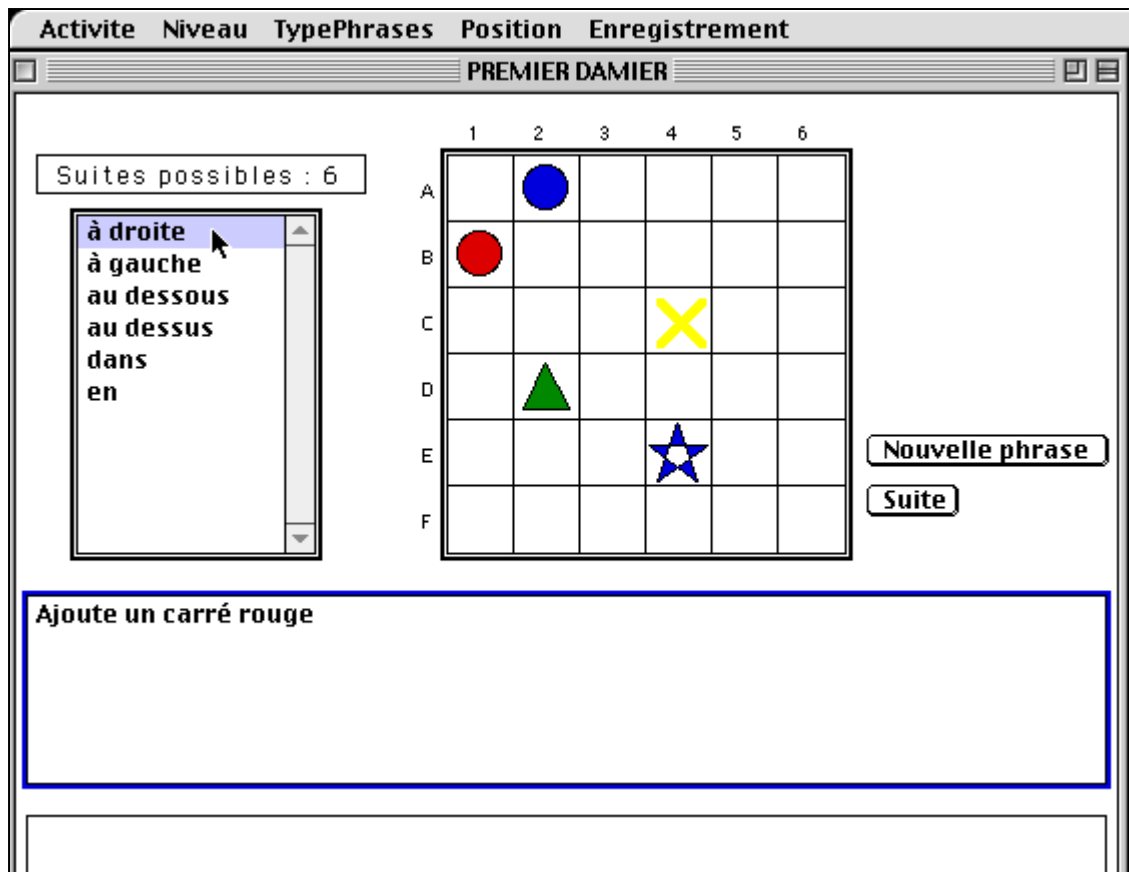 Activite Niveau TypePhrases Position Enregistrement
PREMIER DAMIER
1 2 3 4 5 6
Suites possibles : 6
A
à droite
B
à gauche
au dessous
au dessus
C
dans
en
D
E
Nouvelle phrase
Suite
F
Ajoute un carré rouge